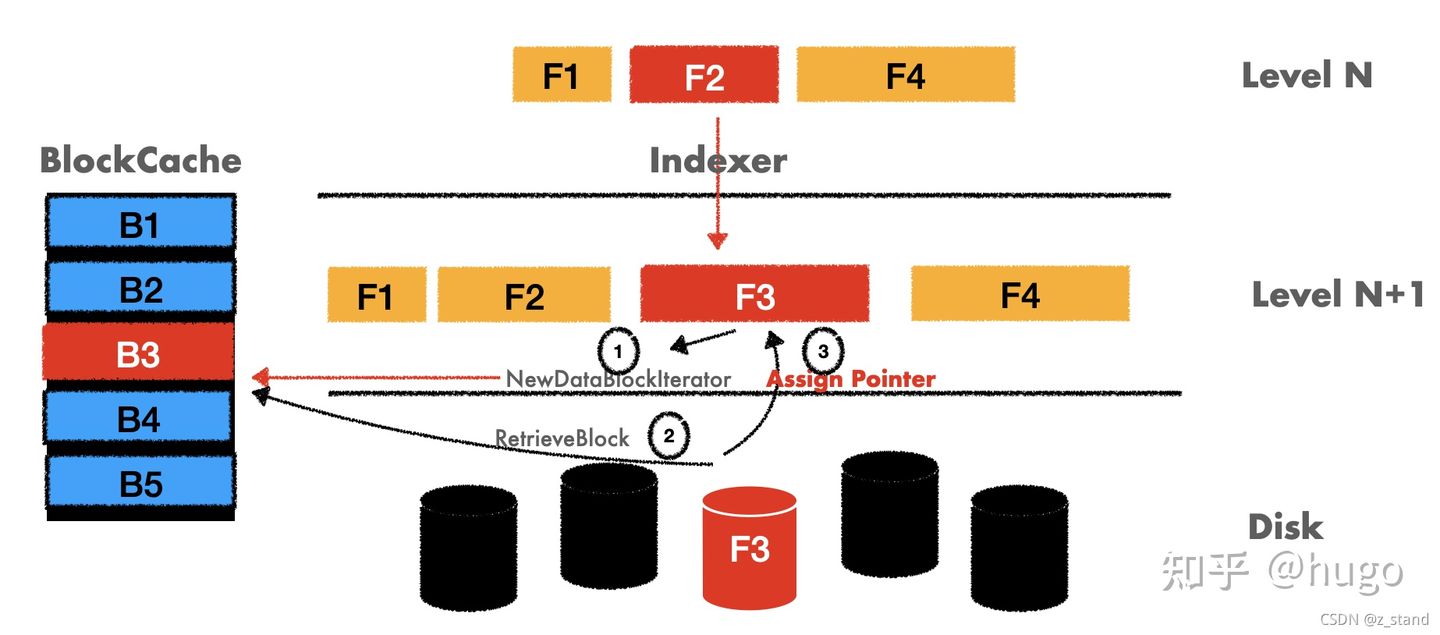 F1 F2 F4 Level N
BlockCache Indexer
B1
B2
F1 F2 F3 F4 Level N+1
B3
1 3
NewDataBlockIterator Assign Pointer
B4
RetrieveBlock 2
B5
F3 Disk
知乎 @hugo
CSDN @z_stand